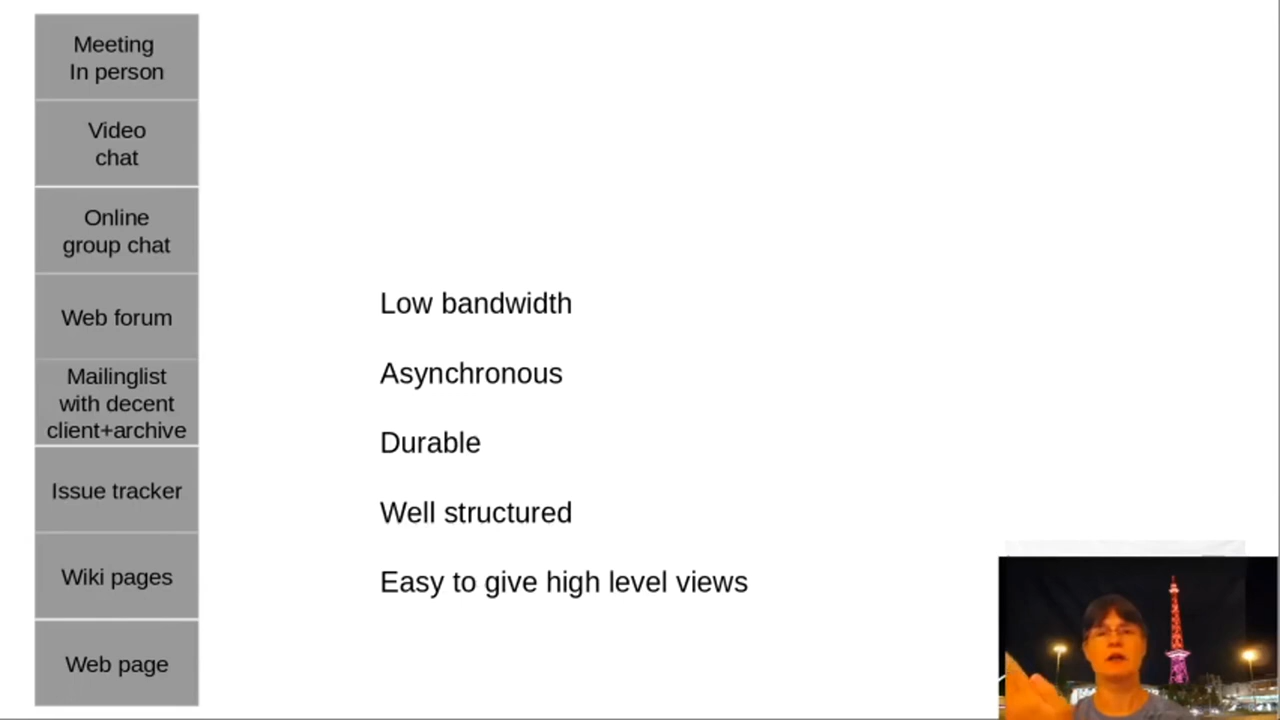 Meeting
In person
Video
chat
Online
group chat
Web forum
Mailinglist
with decent
client+archive
Issue tracker
Wiki pages
Web page
Low bandwidth
Asynchronous
Durable
Well structured
Easy to give high level views